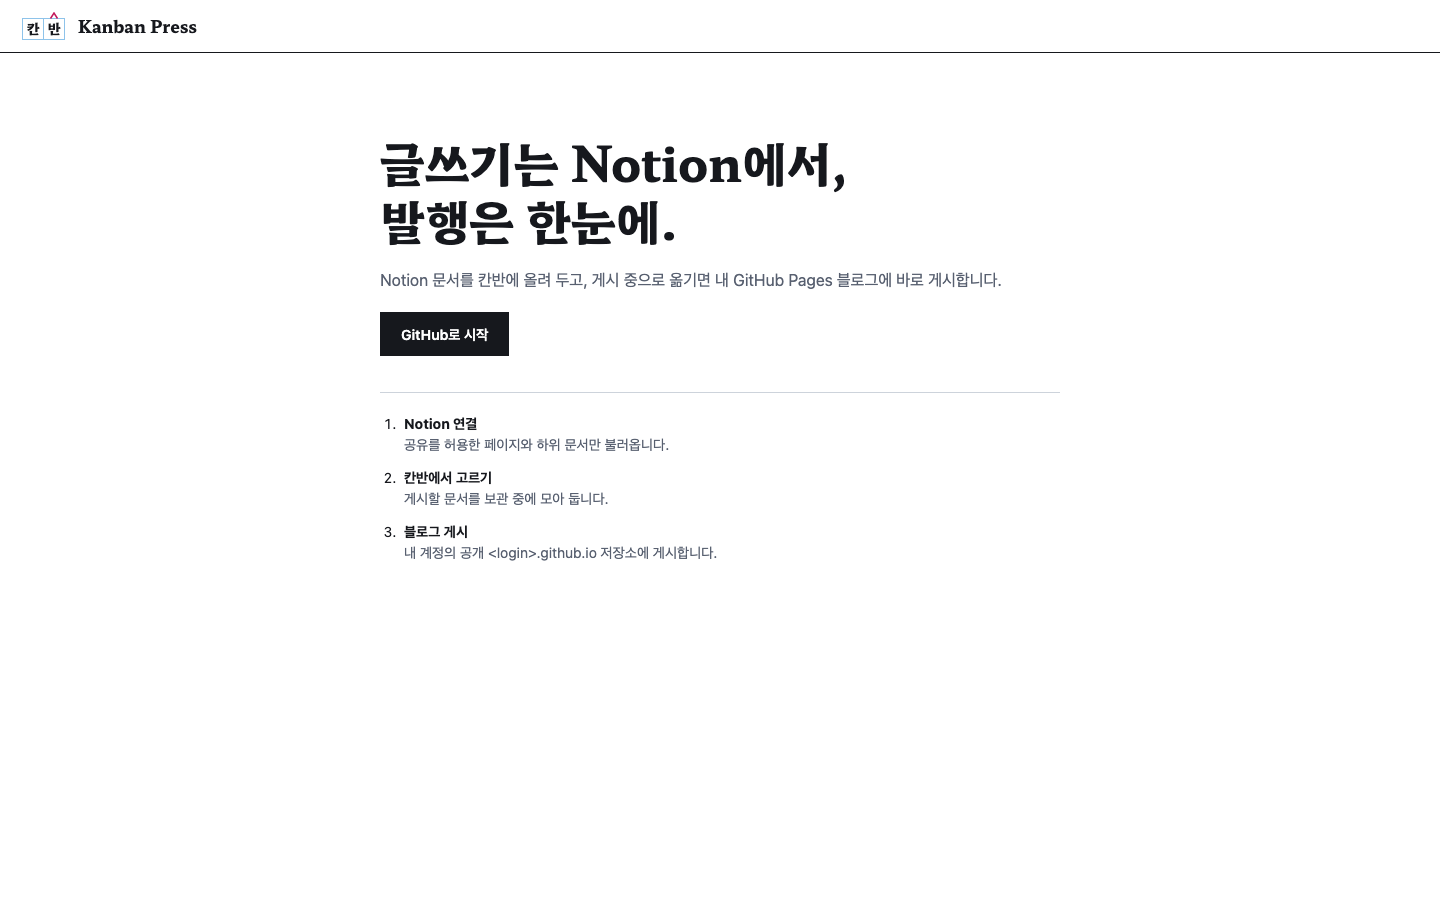 칸반 Kanban Press
글쓰기는 Notion에서,
발행은 한눈에.
Notion 문서를 칸반에 올려 두고, 게시 중으로 옮기면 내 GitHub Pages 블로그에 바로 게시합니다.
GitHub로 시작
1. Notion 연결
공유를 허용한 페이지와 하위 문서만 불러옵니다.
2. 칸반에서 고르기
게시할 문서를 보관 중에 모아 둡니다.
3. 블로그 게시
내 계정의 공개 <login>.github.io 저장소에 게시합니다.